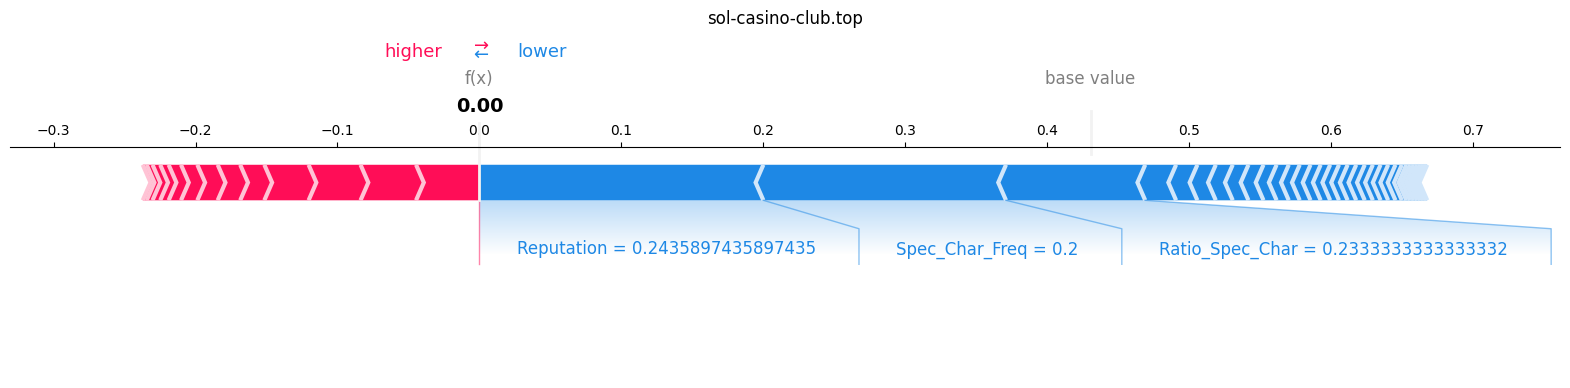 sol-casino-club.top
higher ⇄ lower
f(x) base value
0.00
−0.3 −0.2 −0.1 0 0 0.1 0.2 0.3 0.4 0.5 0.6 0.7
Reputation = 0.2435897435897435 Spec_Char_Freq = 0.2 Ratio_Spec_Char = 0.2333333333333332